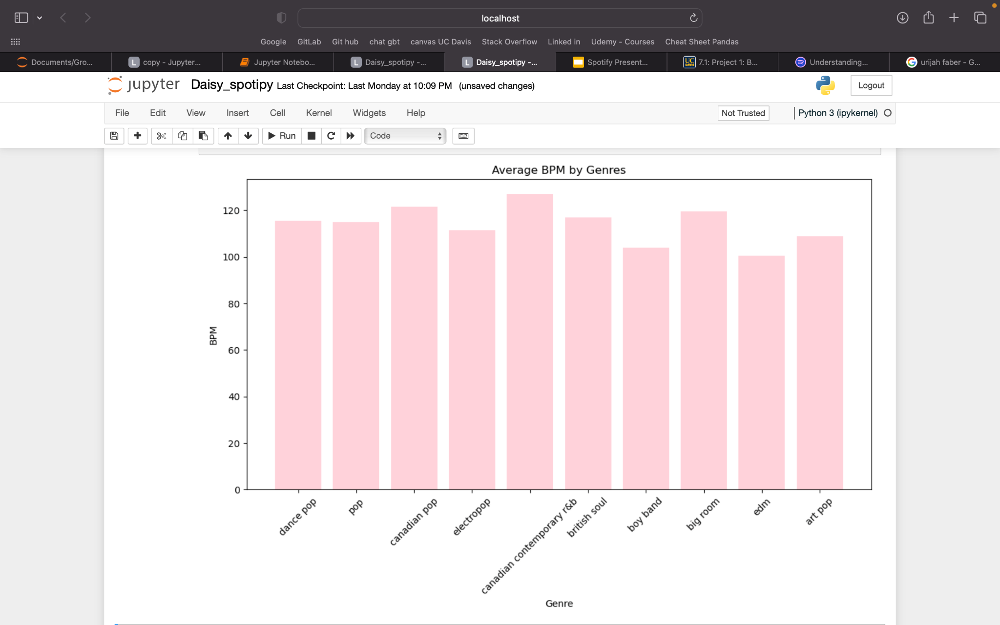 localhost
Google GitLab Git hub chat gbt canvas UC Davis Stack Overflow Linked in Udemy - Courses Cheat Sheet Pandas
Documents/Gro... L copy - Jupyter... Jupyter Notebo... L Daisy_spotipy -... L Daisy_spotipy -... Spotify Present... UC DAVIS 7.1: Project 1: B... Understanding... G urijah faber - G...
jupyter Daisy_spotipy Last Checkpoint: Last Monday at 10:09 PM (unsaved changes) Logout
File Edit View Insert Cell Kernel Widgets Help Not Trusted Python 3 (ipykernel)
Run Code
Average BPM by Genres
120
100
80
60
40
20
0
BPM
dance pop
pop
canadian pop
electropop
canadian contemporary r&b
british soul
boy band
big room
edm
art pop
Genre